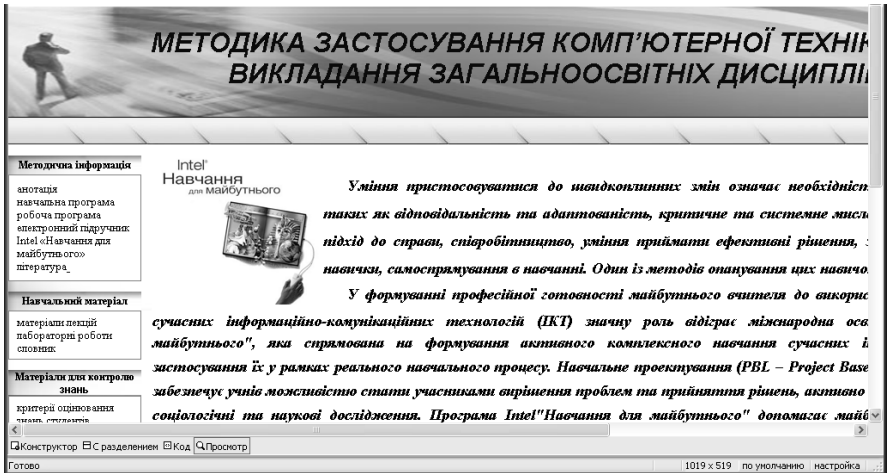 МЕТОДИКА ЗАСТОСУВАННЯ КОМП'ЮТЕРНОЇ ТЕХНІК
ВИКЛАДАННЯ ЗАГАЛЬНООСВІТНІХ ДИСЦИПЛІ
Методична інформація
анотація
навчальна програма
робоча програма
електронний підручник
Intel «Навчання для
майбутнього»
література
Навчальний матеріал
матеріали лекцій
лабораторні роботи
словник
Матеріали для контролю
знань
критерії оцінювання
знань студентів
Intel®
Навчання
для майбутнього
Уміння пристосовуватися до швидкоплинних змін означає необхідніст
таких як відповідальність та адаптованість, критичне та системне мисл
підхід до справи, співробітництво, уміння приймати ефективні рішення,
навички, самоспрямування в навчанні. Один із методів опанування цих навичо
У формуванні професійної готовності майбутнього вчителя до викорис
сучасних інформаційно-комунікаційних технологій (ІКТ) значну роль відіграє міжнародна осв
майбутнього", яка спрямована на формування активного комплексного навчання сучасних і
застосування їх у рамках реального навчального процесу. Навчальне проектування (PBL – Project Base
забезпечує учнів можливістю стати учасниками вирішення проблем та прийняття рішень, активно
соціологічні та наукові дослідження. Програма Intel"Навчання для майбутнього" допомагає майб
Конструктор С разделением Код Просмотр
Готово 1019 x 519 по умолчанию настройка